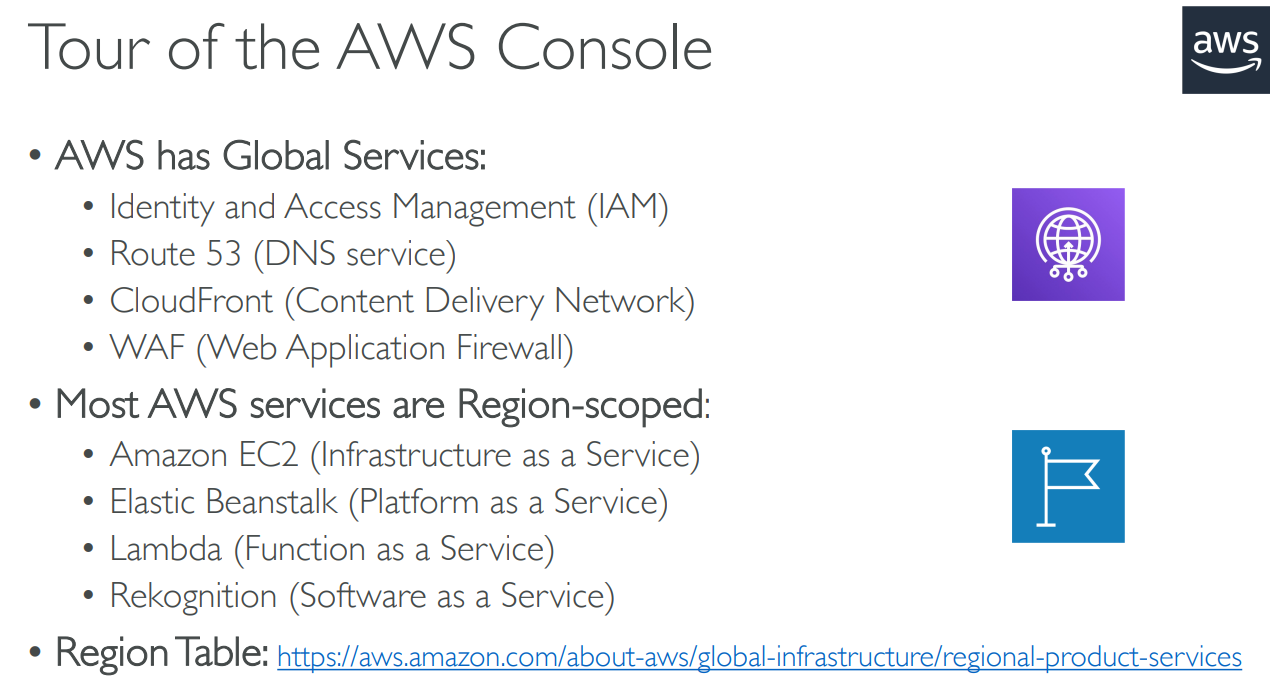 Tour of the AWS Console
aws
• AWS has Global Services:
• Identity and Access Management (IAM)
• Route 53 (DNS service)
• CloudFront (Content Delivery Network)
• WAF (Web Application Firewall)
• Most AWS services are Region-scoped:
• Amazon EC2 (Infrastructure as a Service)
• Elastic Beanstalk (Platform as a Service)
• Lambda (Function as a Service)
• Rekognition (Software as a Service)
• Region Table: https://aws.amazon.com/about-aws/global-infrastructure/regional-product-services